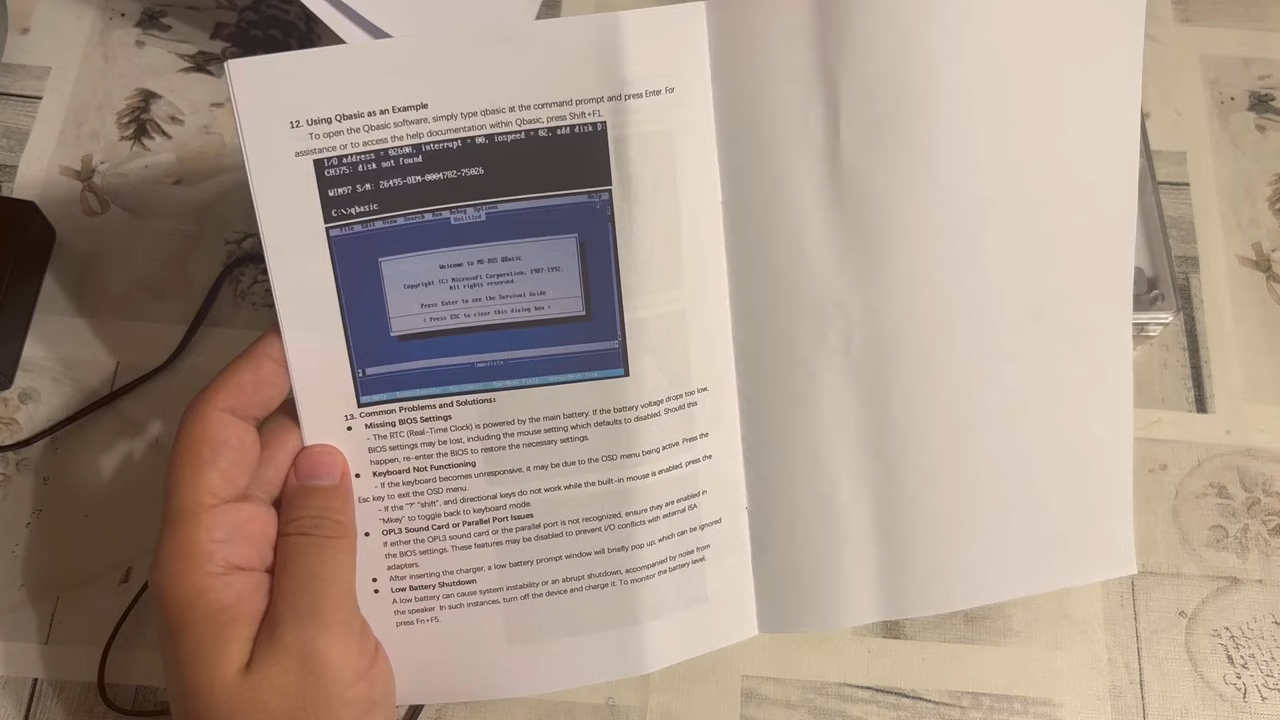 12. Using Qbasic as an Example
To open the Qbasic software, simply type qbasic at the command prompt and press Enter. For
assistance or to access the help documentation within Qbasic, press Shift+F1.
I/O address = 0260H, interrupt = 00, iospeed = 02, add disk D:
CH375: disk not found
WIN97 S/N: 26495-OEM-0004782-75026
C:\>qbasic
File Edit View Search Run Debug Options Help
Untitled
Welcome to MS-DOS QBasic
Copyright (C) Microsoft Corporation, 1987-1992.
All rights reserved.
Press Enter to see the Survival Guide
< Press ESC to clear this dialog box >
Immediate
13. Common Problems and Solutions:
● Missing BIOS Settings
- The RTC (Real-Time Clock) is powered by the main battery. If the battery voltage drops too low,
BIOS settings may be lost, including the mouse setting which defaults to disabled. Should this
happen, re-enter the BIOS to restore the necessary settings.
● Keyboard Not Functioning
- If the keyboard becomes unresponsive, it may be due to the OSD menu being active. Press the
Esc key to exit the OSD menu.
- If the "?" "shift", and directional keys do not work while the built-in mouse is enabled, press the
"Mkey" to toggle back to keyboard mode.
● OPL3 Sound Card or Parallel Port Issues
If either the OPL3 sound card or the parallel port is not recognized, ensure they are enabled in
the BIOS settings. These features may be disabled to prevent I/O conflicts with external ISA
adapters.
● After inserting the charger, a low battery prompt window will briefly pop up, which can be ignored
● Low Battery Shutdown
A low battery can cause system instability or an abrupt shutdown, accompanied by noise from
the speaker. In such instances, turn off the device and charge it. To monitor the battery level,
press Fn+F5.